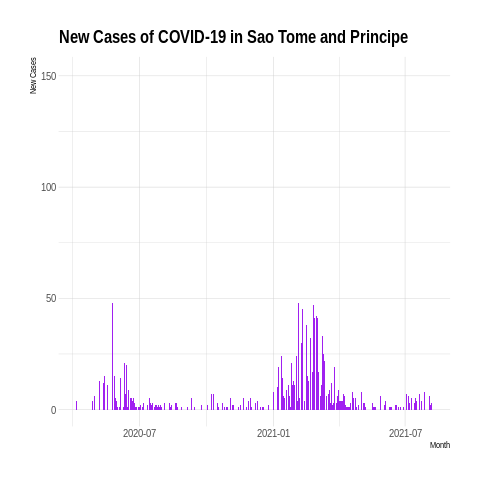 New Cases of COVID-19 in Sao Tome and Principe
New Cases
150
100
50
0
2020-07
2021-01
2021-07
Month